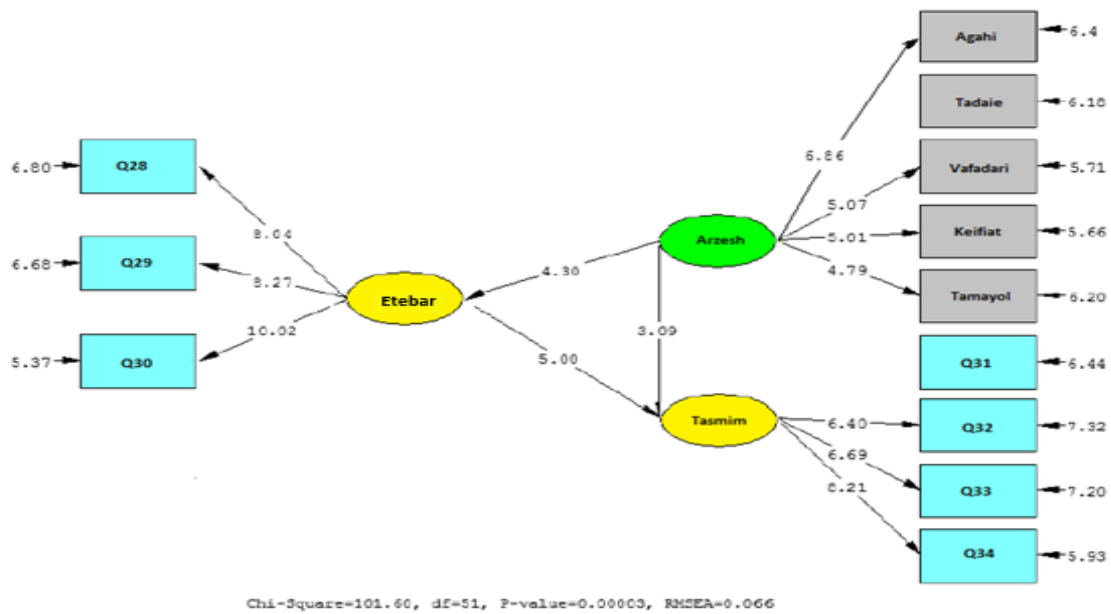 Agahi
6.4
Tadaie
6.18
6.80
Q28
6.86
Vafadari
5.71
5.07
8.04
Arzesh
5.01
Keifiat
5.66
6.68
Q29
8.27
4.30
4.79
Etebar
Tamayol
6.20
10.02
3.09
5.37
Q30
5.00
Q31
6.44
Tasmim
6.40
Q32
7.32
6.69
8.21
Q33
7.20
Q34
5.93
Chi-Square=101.60, df=51, P-value=0.00003, RMSEA=0.066